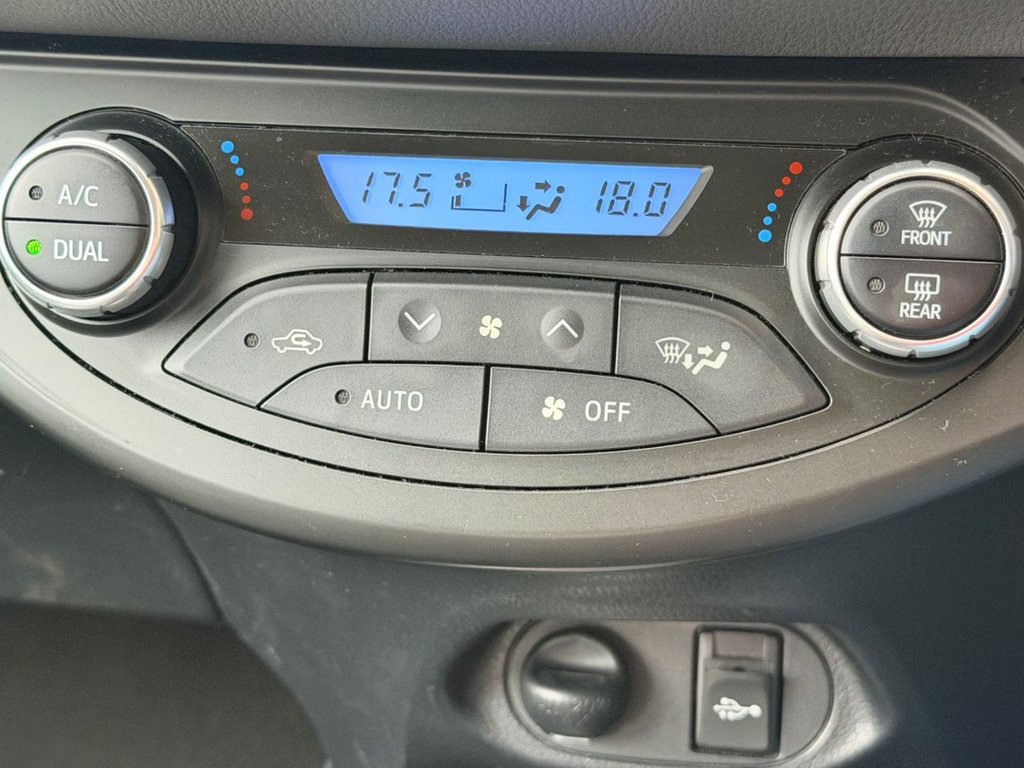 17.5 18.0
A/C
DUAL
FRONT
REAR
AUTO
OFF